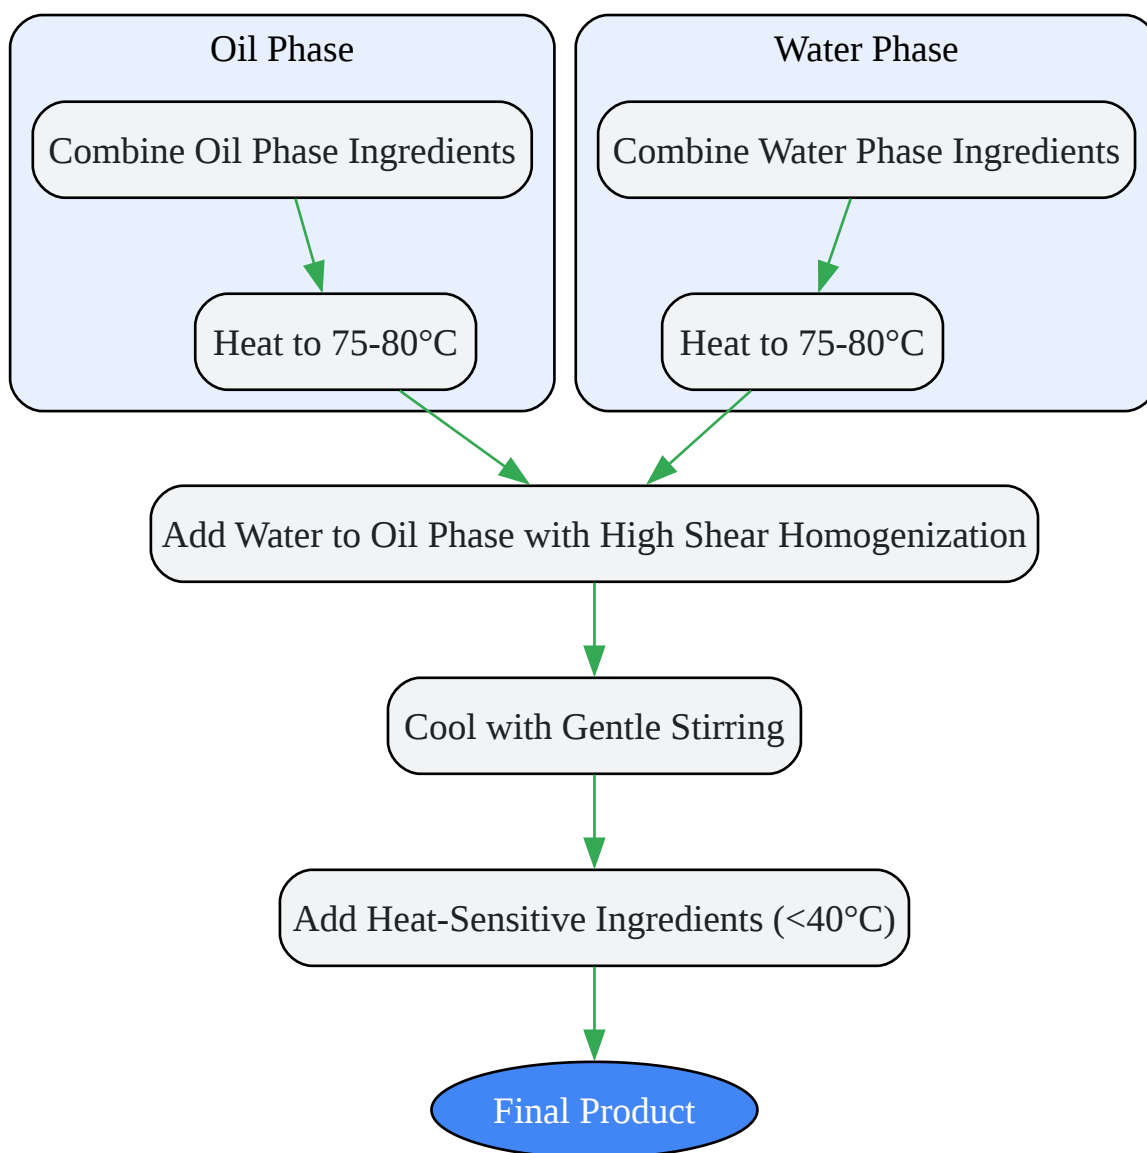 Oil Phase
Water Phase
Combine Oil Phase Ingredients
Combine Water Phase Ingredients
Heat to 75-80°C
Heat to 75-80°C
Add Water to Oil Phase with High Shear Homogenization
Cool with Gentle Stirring
Add Heat-Sensitive Ingredients (<40°C)
Final Product